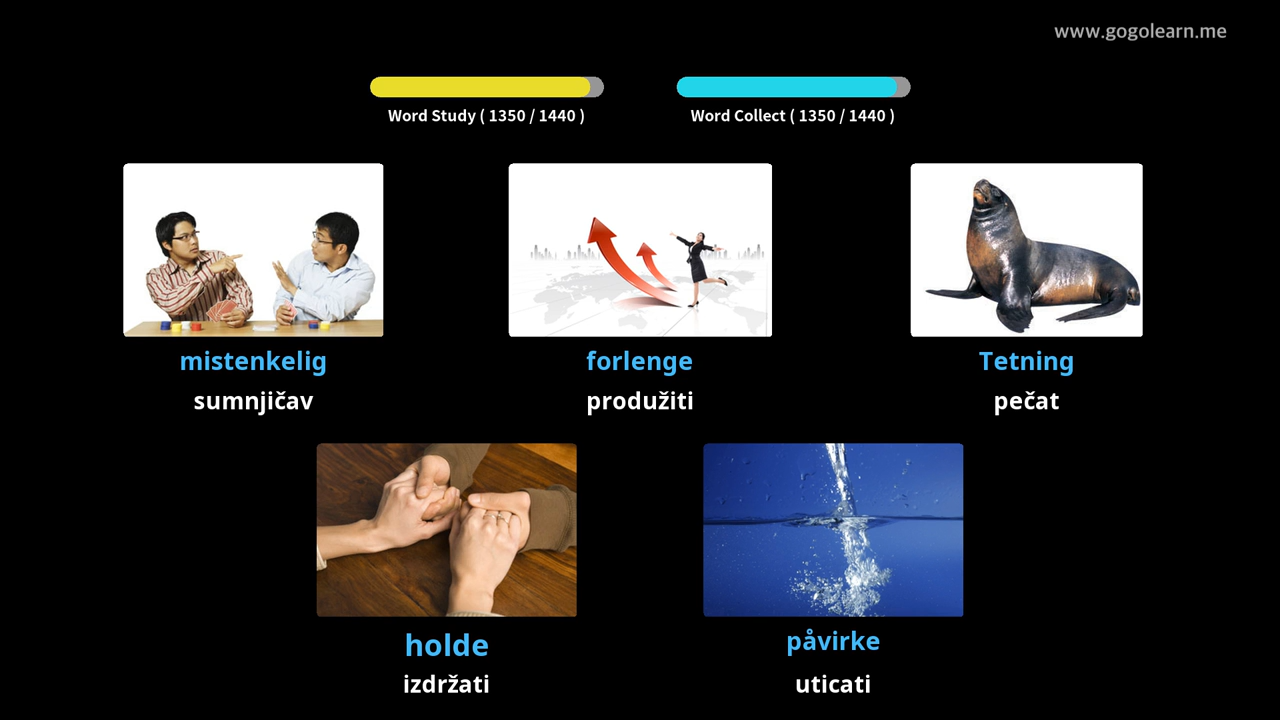 www.gogolearn.me
Word Study ( 1350 / 1440 )
Word Collect ( 1350 / 1440 )
mistenkelig
forlenge
Tetning
sumnjičav
produžiti
pečat
holde
påvirke
izdržati
uticati